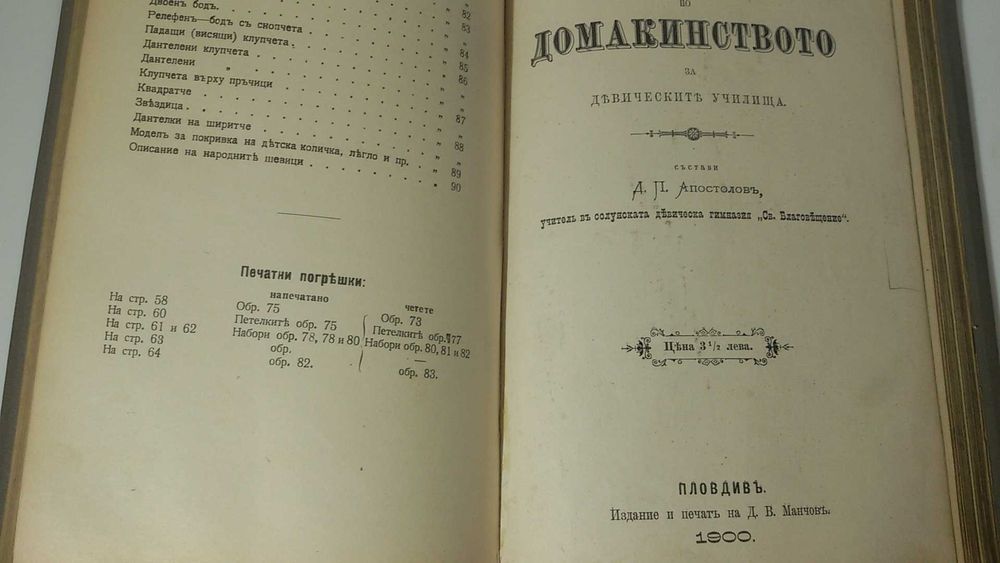 Двоенъ бодъ. . . . . . . . . . „
Релефенъ—бодъ съ снопчета . . . . . 82
Падащи (висящи) клупчета . . . . . . 83
Дантелени клупчета . . . . . . . „
Дантелени „ . . . . . . . . 84
Клупчета върху пръчици . . . . . . 85
Квадратче . . . . . . . . . . 86
Звѣздица . . . . . . . . . . „
Дантелки на ширитче . . . . . . . 87
Моделъ за покривка на дѣтска количка, лѣгло и пр. . „ 88
Описание на народнитѣ шевици . . . . . „ 89
90
Печатни погрѣшки:
напечатано четете
На стр. 58 Обр. 75 Обр. 73
На стр. 60 Петелкитѣ обр. 75 Петелкитѣ обр. 77
На стр. 61 и 62 Набори обр. 78, 78 и 80 Набори обр. 80, 81 и 82
На стр. 63 обр. —
На стр. 64 обр. 82. обр. 83.
по
ДОМАКИНСТВОТО
за
ДѢВИЧЕСКИТѢ УЧИЛИЩА.
СЪСТАВИ
Д. П. Апостоловъ,
учитель въ солунската дѣвическа гимназия „Св. Благовѣщение“.
Цѣна 3 1/2 лева.
ПЛОВДИВЪ.
Издание и печатъ на Д. В. Манчовъ.
1900.